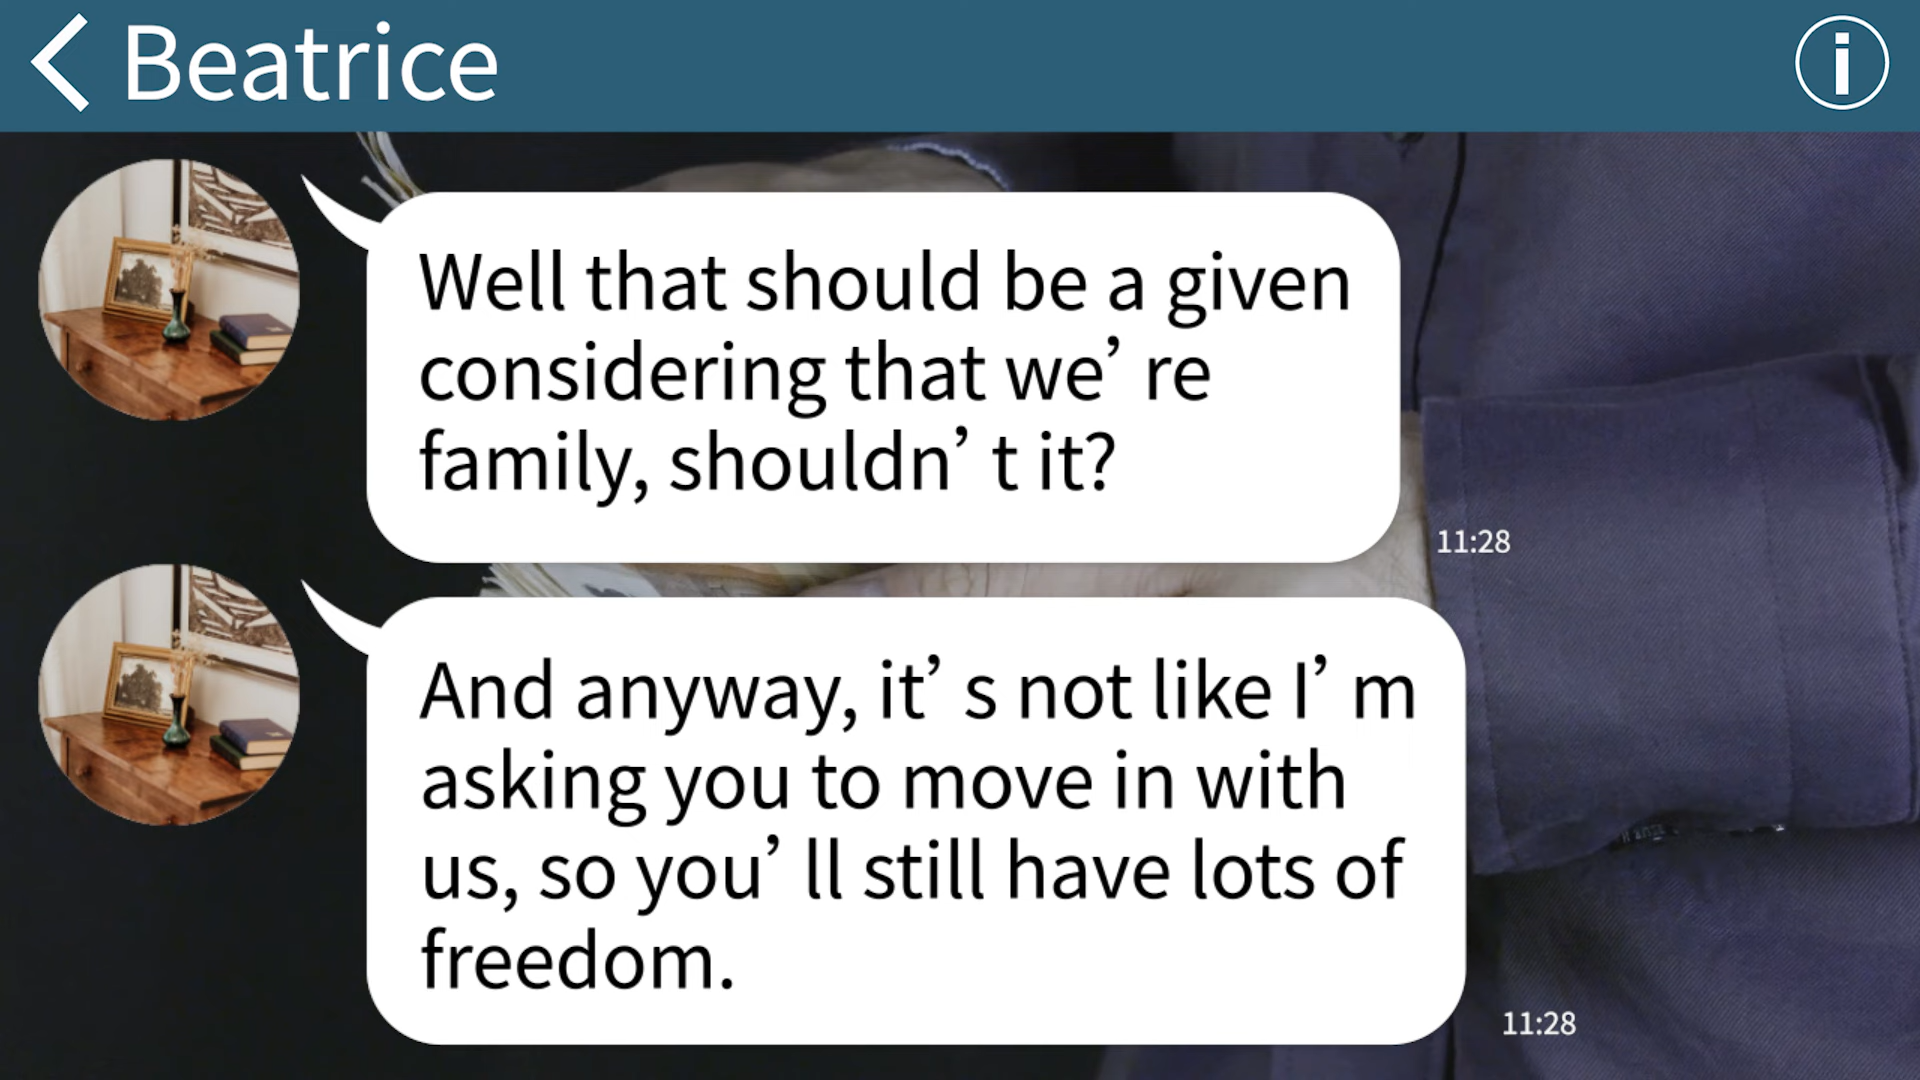 Beatrice
Well that should be a given
considering that we’ re
family, shouldn’ t it?
11:28
And anyway, it’ s not like I’ m
asking you to move in with
us, so you’ ll still have lots of
freedom.
11:28